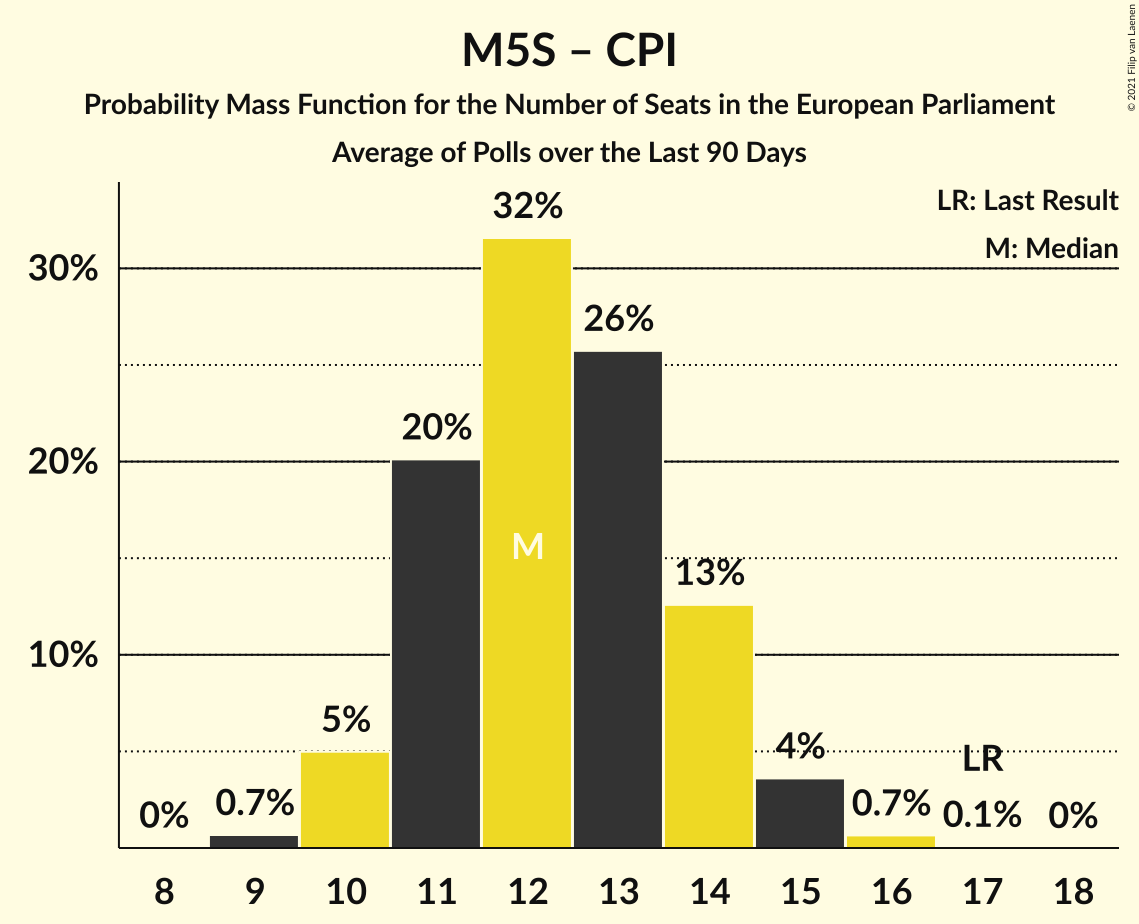 M5S – CPI
Probability Mass Function for the Number of Seats in the European Parliament
Average of Polls over the Last 90 Days
© 2021 Filip van Laenen
LR: Last Result
M: Median
30%
20%
10%
0%
0.7%
5%
20%
32%
M
26%
13%
4%
0.7%
LR
0.1%
0%
8 9 10 11 12 13 14 15 16 17 18